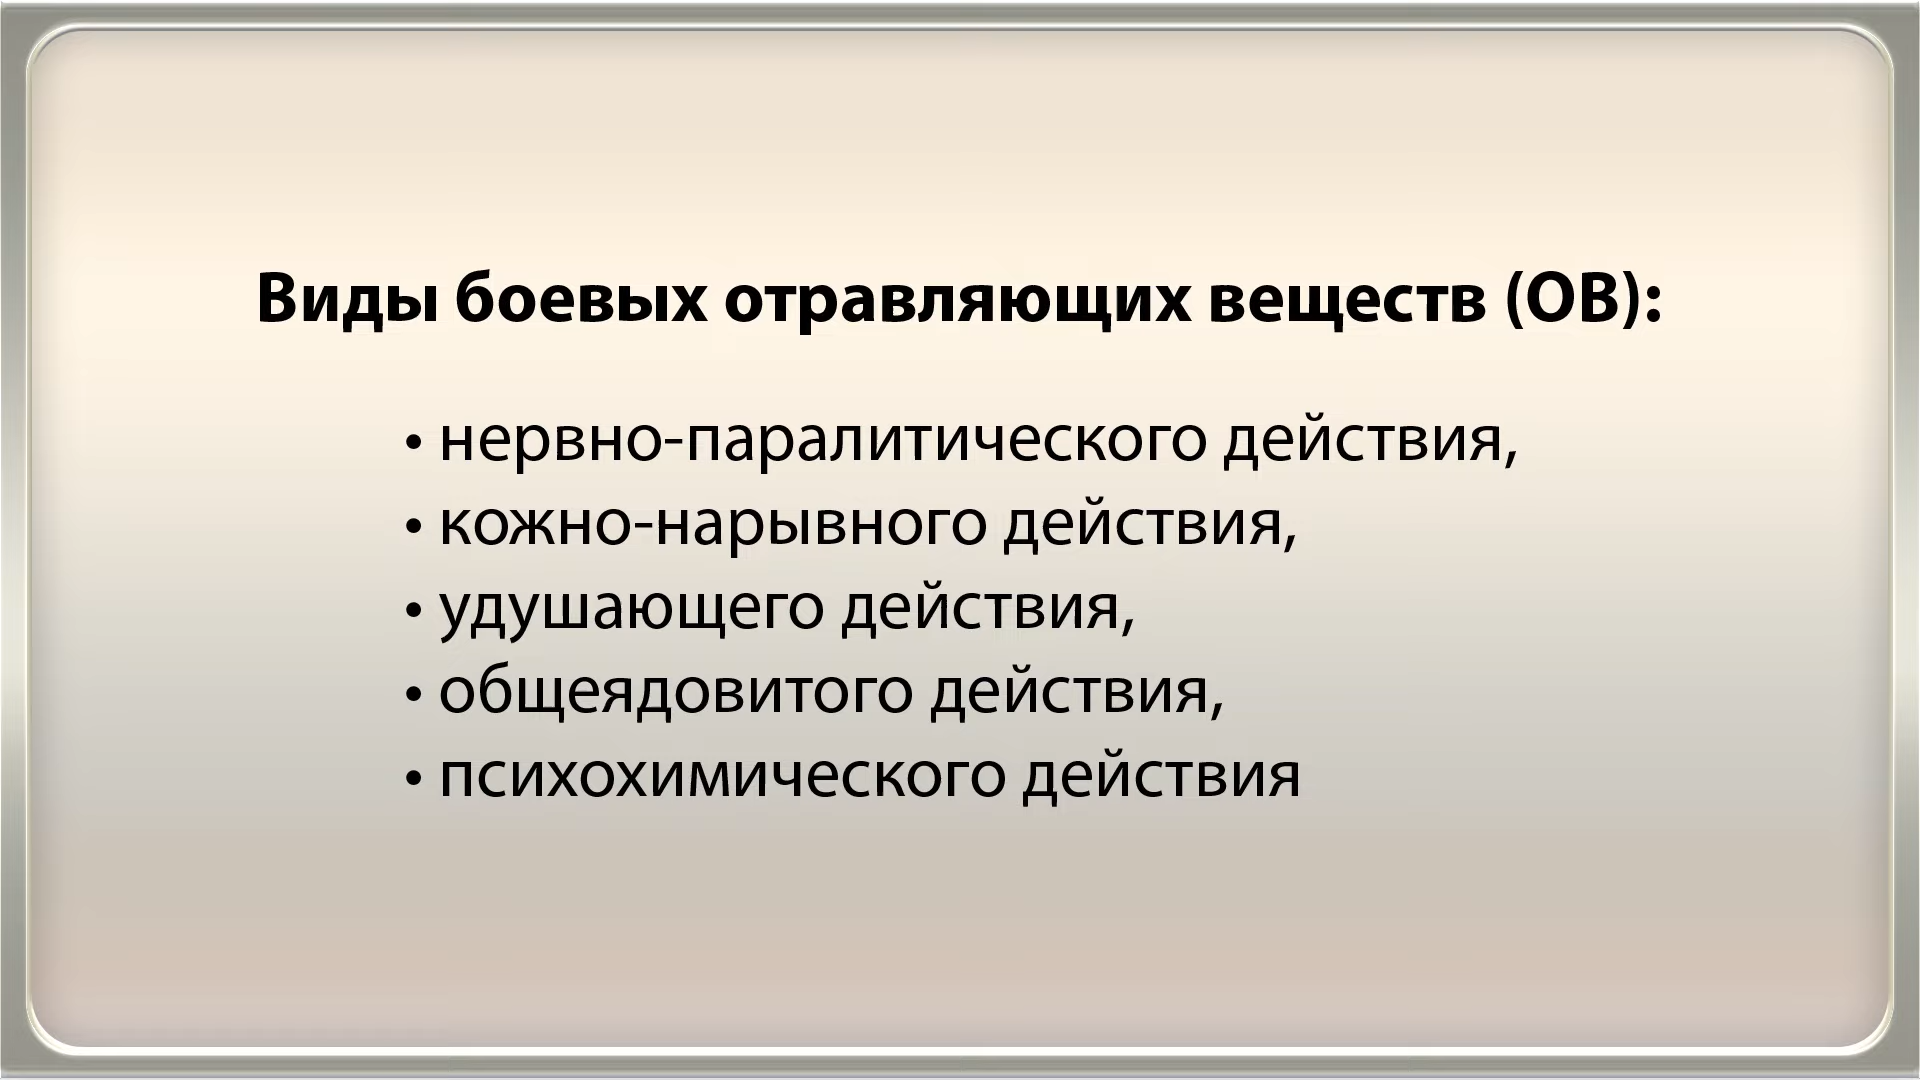 Виды боевых отравляющих веществ (ОВ):
• нервно-паралитического действия,
• кожно-нарывного действия,
• удушающего действия,
• общеядовитого действия,
• психохимического действия